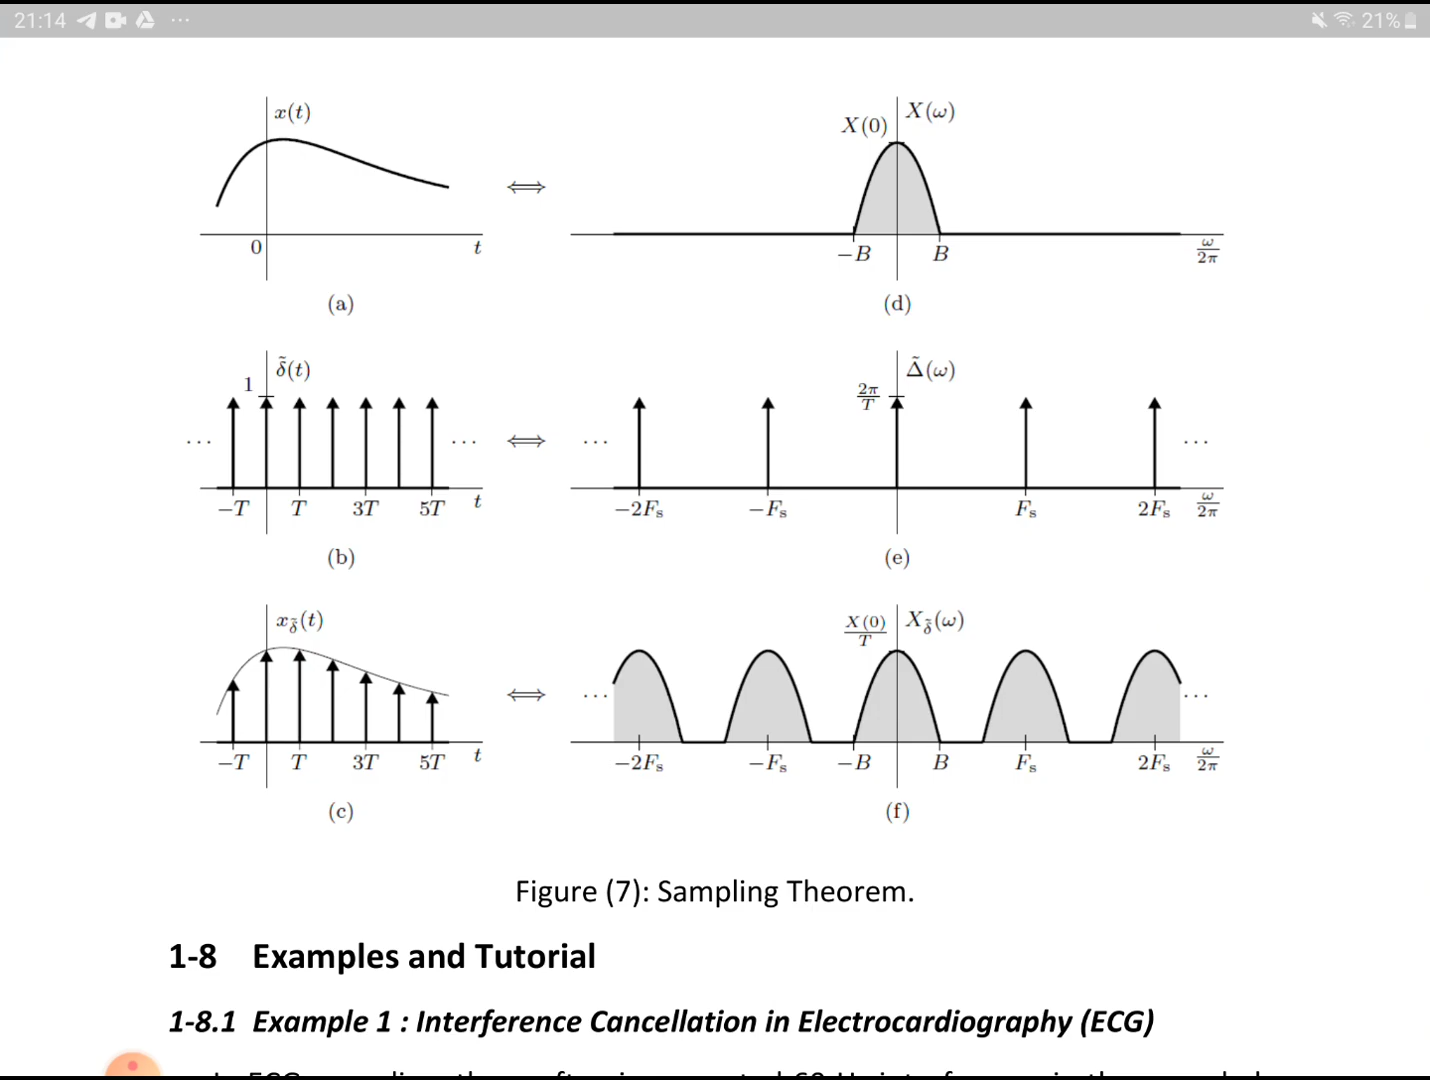 21:14 ... 21%
x(t)
X(0) X(ω)
0 t
−B B ω/2π
(a) (d)
δ̃(t) Δ̃(ω)
1 2π/T
... ... ... ...
−T T 3T 5T t
−2Fs −Fs Fs 2Fs ω/2π
(b) (e)
xδ̃(t) X(0)/T Xδ̃(ω)
... ...
−T T 3T 5T t
−2Fs −Fs −B B Fs 2Fs ω/2π
(c) (f)
Figure (7): Sampling Theorem.
1-8 Examples and Tutorial
1-8.1 Example 1 : Interference Cancellation in Electrocardiography (ECG)